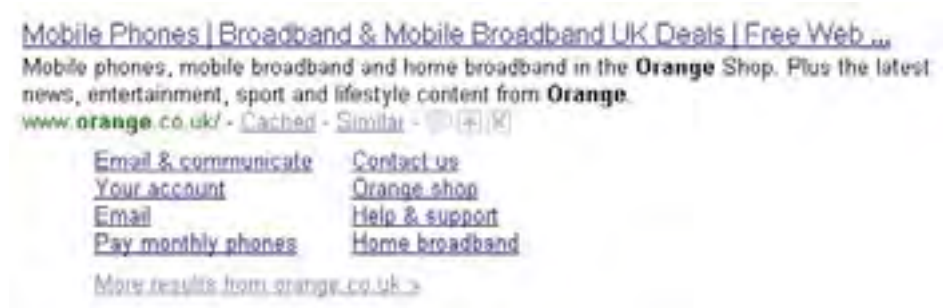 Mobile Phones | Broadband & Mobile Broadband UK Deals | Free Web ...
Mobile phones, mobile broadband and home broadband in the Orange Shop. Plus the latest
news, entertainment, sport and lifestyle content from Orange.
www.orange.co.uk/ - Cached - Similar -
Email & communicate Contact us
Your account Orange shop
Email Help & support
Pay monthly phones Home broadband
More results from orange.co.uk »